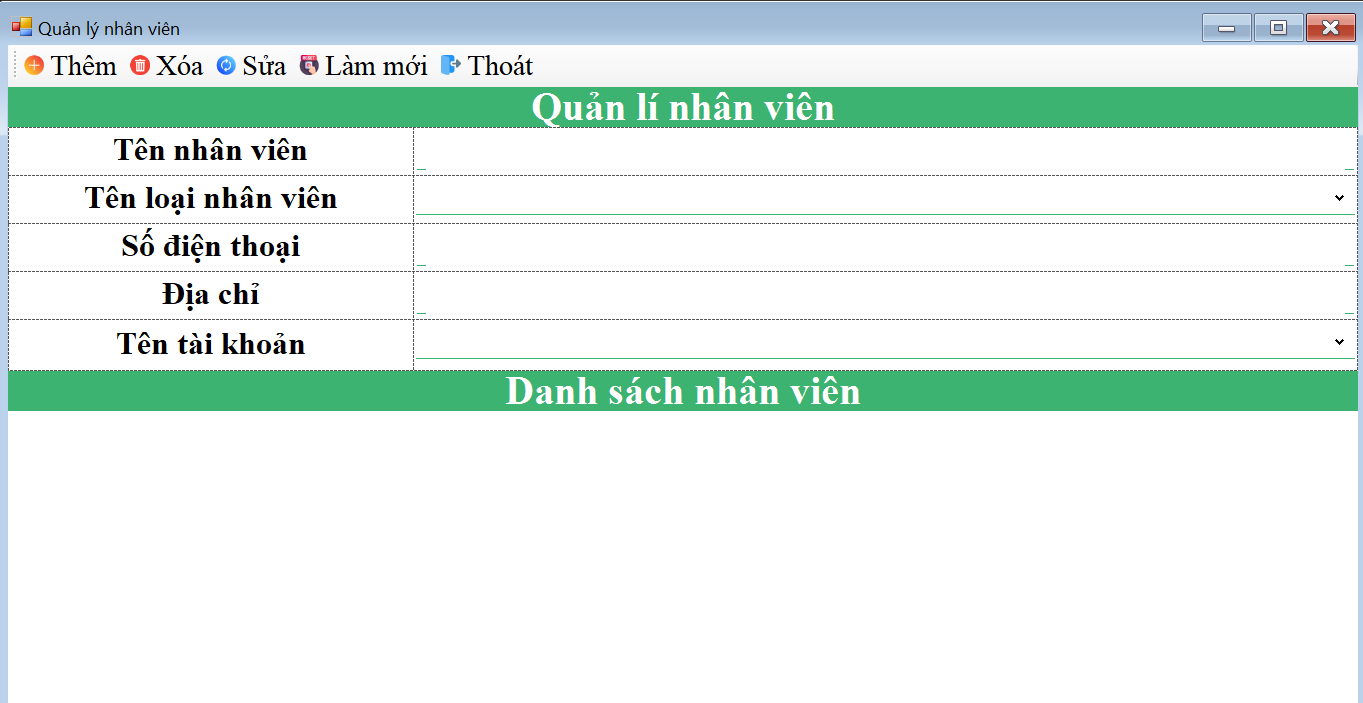 Quản lý nhân viên
Thêm Xóa Sửa Làm mới Thoát
Quản lí nhân viên
Tên nhân viên
Tên loại nhân viên
Số điện thoại
Địa chỉ
Tên tài khoản
Danh sách nhân viên